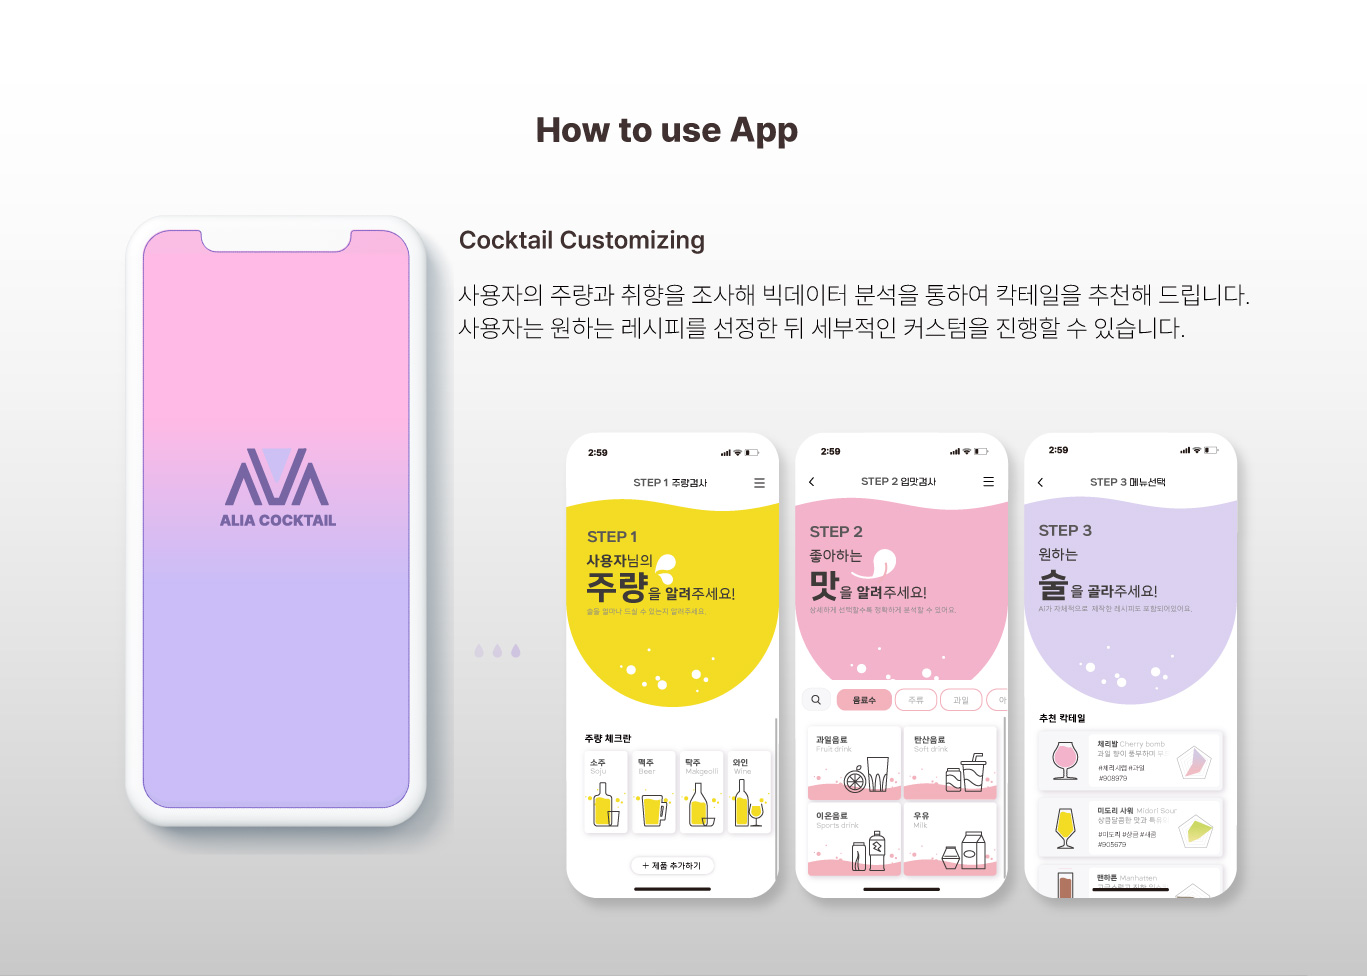 How to use App
Cocktail Customizing
사용자의 주량과 취향을 조사해 빅데이터 분석을 통하여 칵테일을 추천해 드립니다.
사용자는 원하는 레시피를 선정한 뒤 세부적인 커스텀을 진행할 수 있습니다.
ALIA COCKTAIL
2:59
STEP 1 주량검사
STEP 1
사용자님의
주량을 알려주세요!
술을 얼마나 드실 수 있는지 알려주세요.
주량 체크란
소주
Soju
맥주
Beer
탁주
Makgeolli
와인
Wine
+ 제품 추가하기
2:59
STEP 2 입맛검사
STEP 2
좋아하는
맛을 알려주세요!
상세하게 선택할수록 정확하게 분석할 수 있어요.
음료수
주류
과일
과일음료
Fruit drink
탄산음료
Soft drink
이온음료
Sports drink
우유
Milk
2:59
STEP 3 메뉴선택
STEP 3
원하는
술을 골라주세요!
AI가 자체적으로 제작한 레시피도 포함되어있어요.
추천 칵테일
체리밤 Cherry bomb
과일 향이 풍부하며
#체리시럽 #과일
#908979
미도리 사워 Midori Sour
상큼달콤한 맛과
#미도리 #상큼 #새콤
#905679
맨하튼 Manhatten